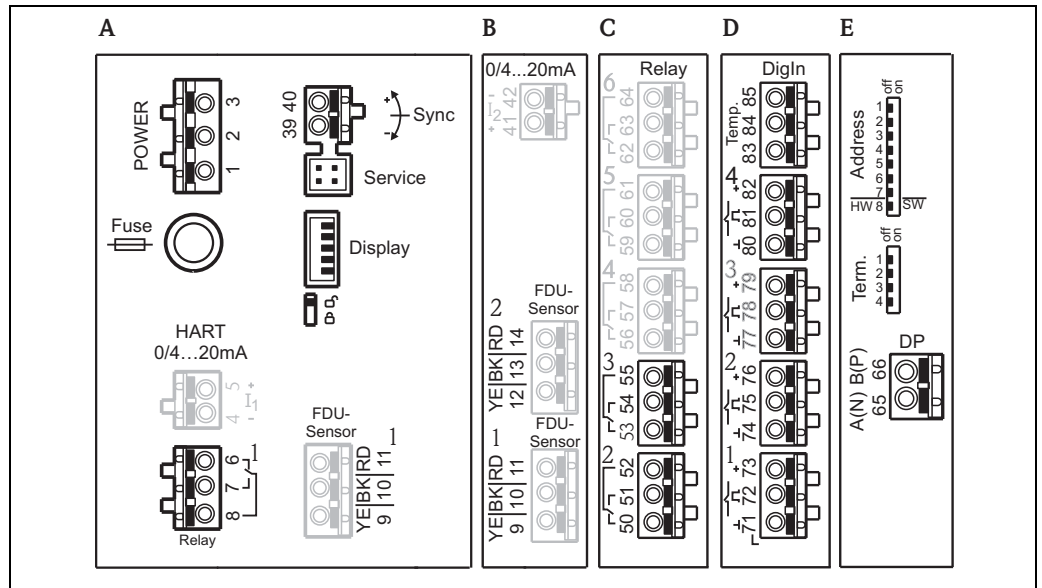 A
B
C
D
E
POWER
3
2
1
39 40
+
-
Sync
Service
Fuse
Display
HART
0/4...20mA
5 +
I1
4 -
6
7
8
1
Relay
FDU-
Sensor
1
YE|BK|RD
9 |10| 11
0/4...20mA
-
I2
+
41 42
FDU-
Sensor
2
YE|BK|RD
12 |13| 14
FDU-
Sensor
1
YE|BK|RD
9 |10| 11
Relay
6
62 63 64
5
59 60 61
4
56 57 58
3
53 54 55
2
50 51 52
DigIn
Temp.
83 84 85
4
+
80 81 82
3
+
77 78 79
2
+
74 75 76
1
+
71 72 73
off
on
Address
1
2
3
4
5
6
7
HW 8 SW
off
on
Term.
1
2
3
4
DP
A(N) B(P)
65 66